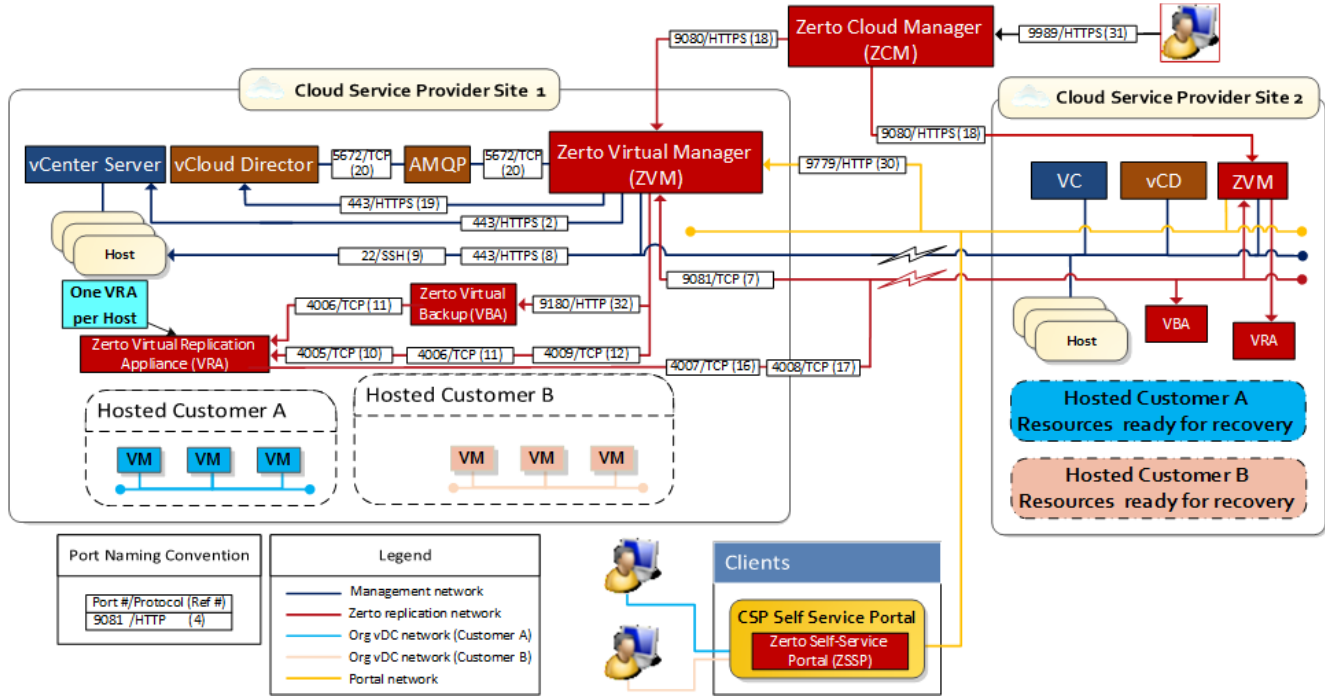 Zerto Cloud Manager
(ZCM)
9080/HTTPS (18)
9989/HTTPS (31)
Cloud Service Provider Site 1
Cloud Service Provider Site 2
9080/HTTPS (18)
vCenter Server
vCloud Director
5672/TCP
(20)
AMQP
5672/TCP
(20)
Zerto Virtual Manager
(ZVM)
9779/HTTP (30)
VC
vCD
ZVM
443/HTTPS (19)
443/HTTPS (2)
Host
22/SSH (9)
443/HTTPS (8)
9081/TCP (7)
One VRA
per Host
4006/TCP (11)
Zerto Virtual
Backup (VBA)
9180/HTTP (32)
Zerto Virtual Replication
Appliance (VRA)
4005/TCP (10)
4006/TCP (11)
4009/TCP (12)
4007/TCP (16)
4008/TCP (17)
Host
VBA
VRA
Hosted Customer A
VM
VM
VM
Hosted Customer B
VM
VM
VM
Hosted Customer A
Resources ready for recovery
Hosted Customer B
Resources ready for recovery
Port Naming Convention
Port #/Protocol (Ref #)
9081 /HTTP (4)
Legend
Management network
Zerto replication network
Org vDC network (Customer A)
Org vDC network (Customer B)
Portal network
Clients
CSP Self Service Portal
Zerto Self-Service
Portal (ZSSP)